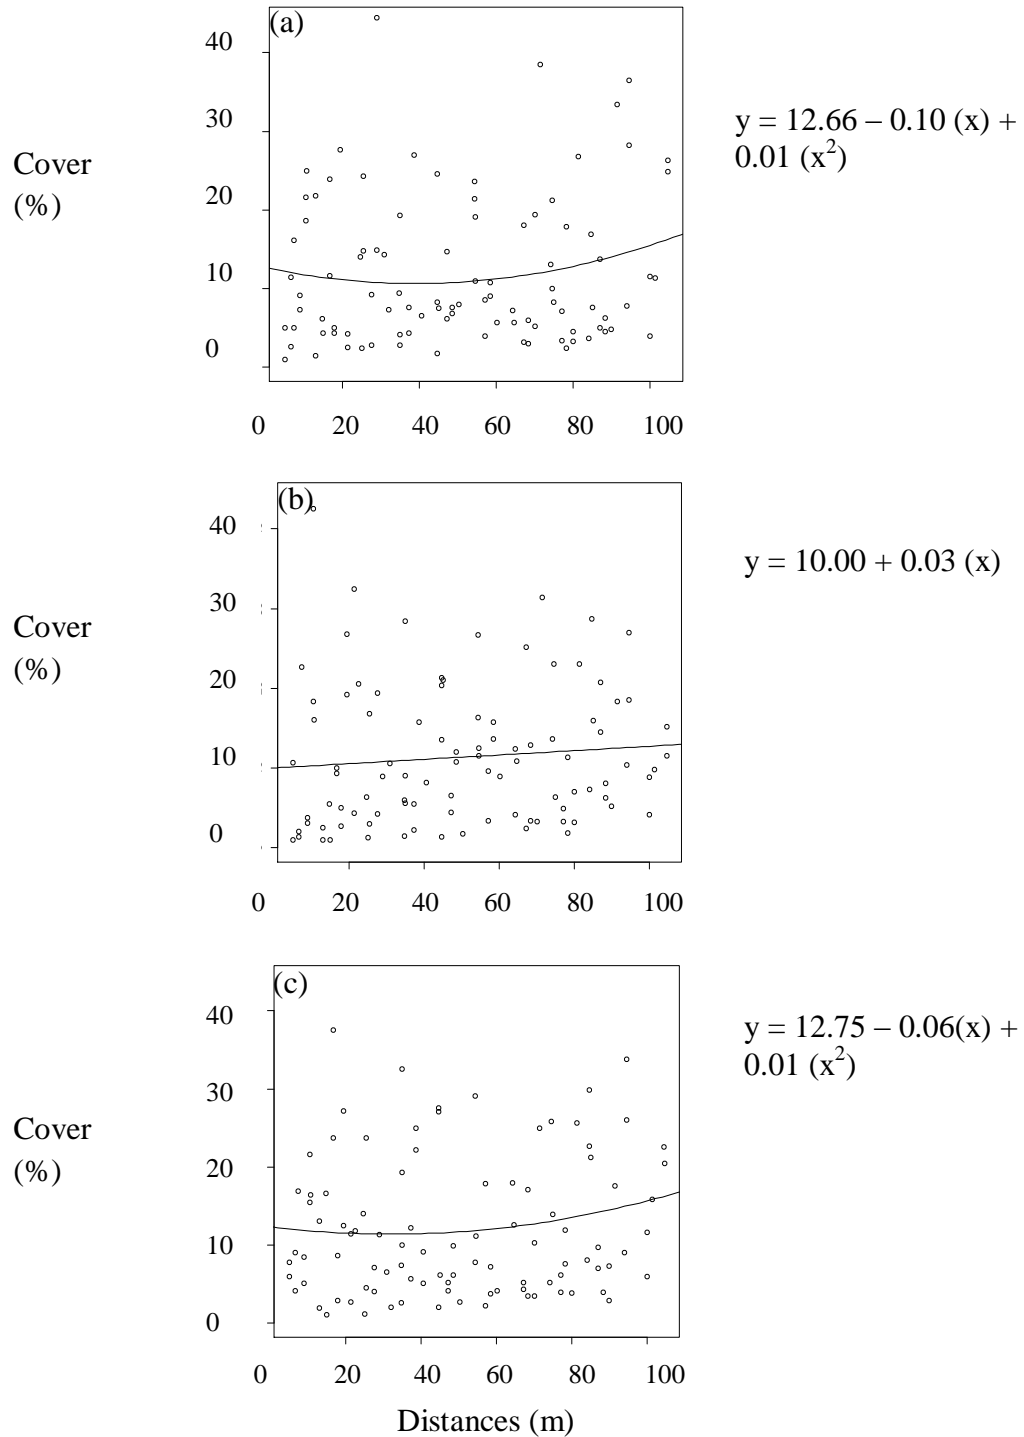 (a)
40
30
20
10
0
Cover
(%)
0 20 40 60 80 100
y = 12.66 – 0.10 (x) +
0.01 (x²)
(b)
40
30
20
10
0
Cover
(%)
0 20 40 60 80 100
y = 10.00 + 0.03 (x)
(c)
40
30
20
10
0
Cover
(%)
0 20 40 60 80 100
Distances (m)
y = 12.75 – 0.06(x) +
0.01 (x²)